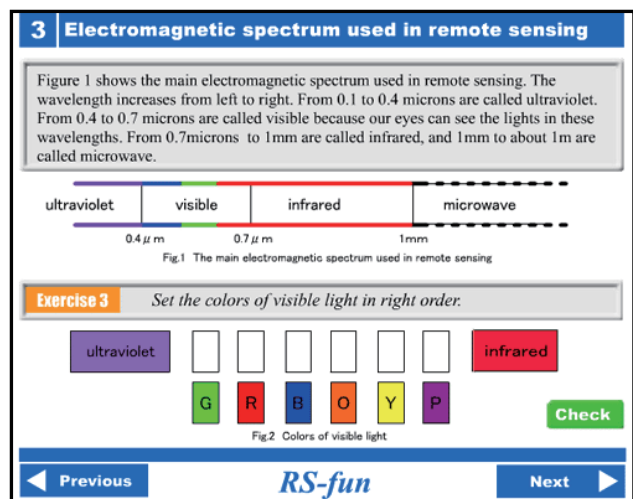 3 Electromagnetic spectrum used in remote sensing
Figure 1 shows the main electromagnetic spectrum used in remote sensing. The
wavelength increases from left to right. From 0.1 to 0.4 microns are called ultraviolet.
From 0.4 to 0.7 microns are called visible because our eyes can see the lights in these
wavelengths. From 0.7microns to 1mm are called infrared, and 1mm to about 1m are
called microwave.
ultraviolet visible infrared microwave
0.4μm 0.7μm 1mm
Fig.1 The main electromagnetic spectrum used in remote sensing
Exercise 3 Set the colors of visible light in right order.
ultraviolet infrared
G R B O Y P
Check
Fig.2 Colors of visible light
Previous RS-fun Next